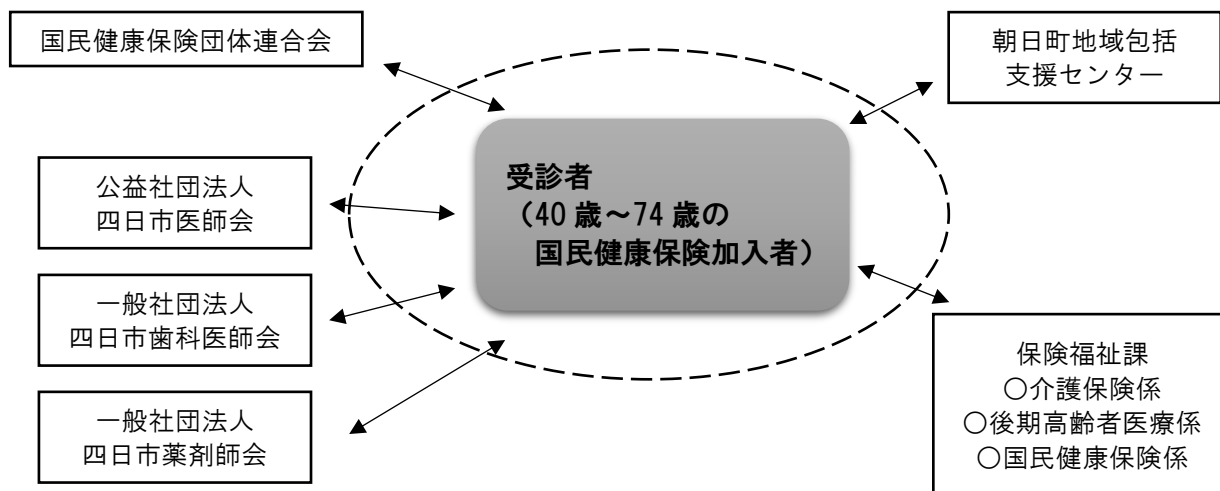 国民健康保険団体連合会
朝日町地域包括
支援センター
受診者
（40歳～74歳の
国民健康保険加入者）
公益社団法人
四日市医師会
一般社団法人
四日市歯科医師会
一般社団法人
四日市薬剤師会
保険福祉課
〇介護保険係
〇後期高齢者医療係
〇国民健康保険係